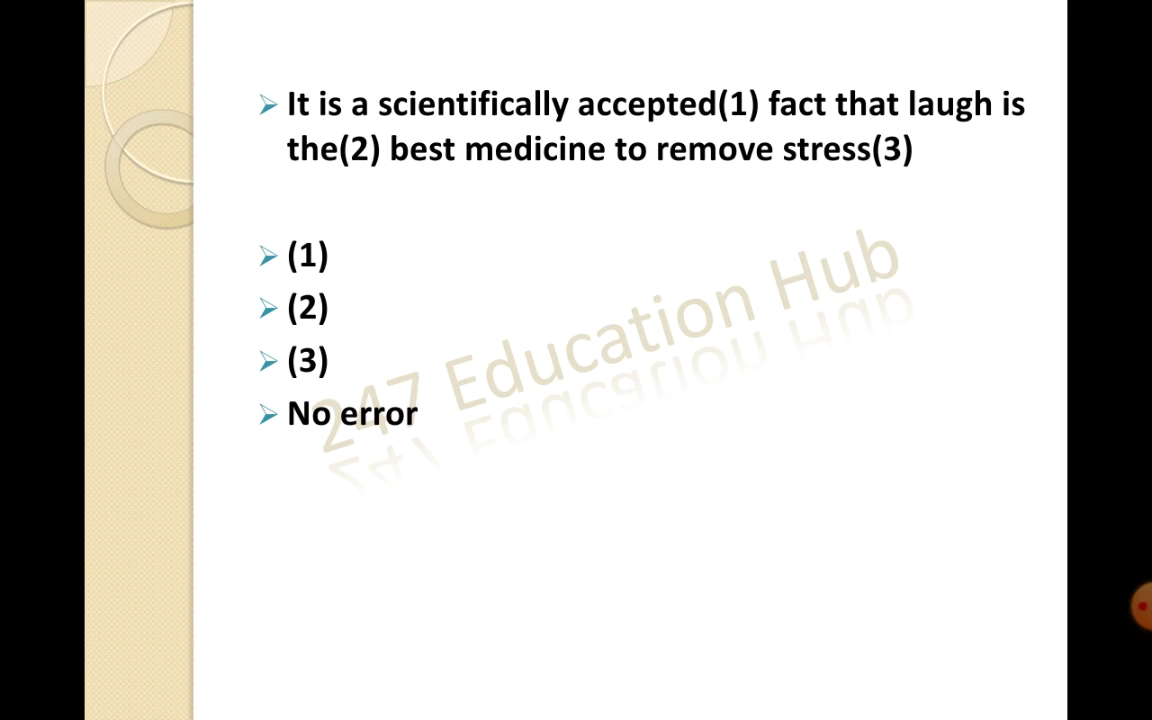 It is a scientifically accepted(1) fact that laugh is
the(2) best medicine to remove stress(3)
(1)
(2)
(3)
No error
247 Education Hub